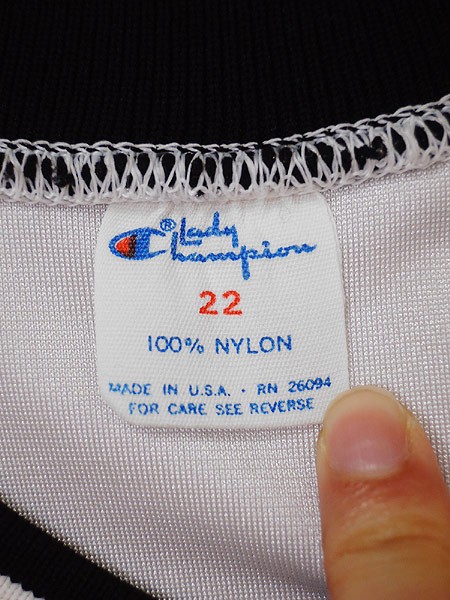 ® Lady
Champion
22
100% NYLON
MADE IN U.S.A. · RN 26094
FOR CARE SEE REVERSE